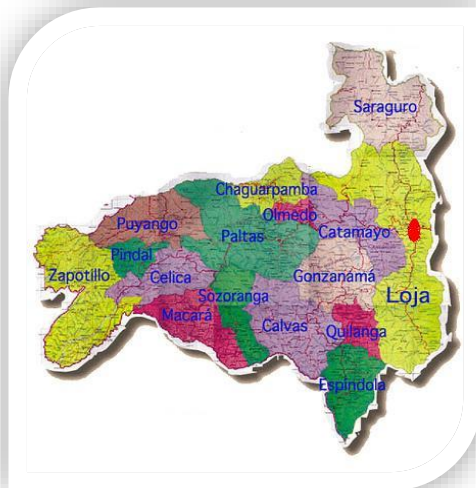 Saraguro
Chaguarpamba
Olmedo
Puyango
Paltas
Catamayo
Pindal
Zapotillo
Celica
Gonzanamá
Sozoranga
Loja
Macará
Calvas
Quilanga
Espíndola